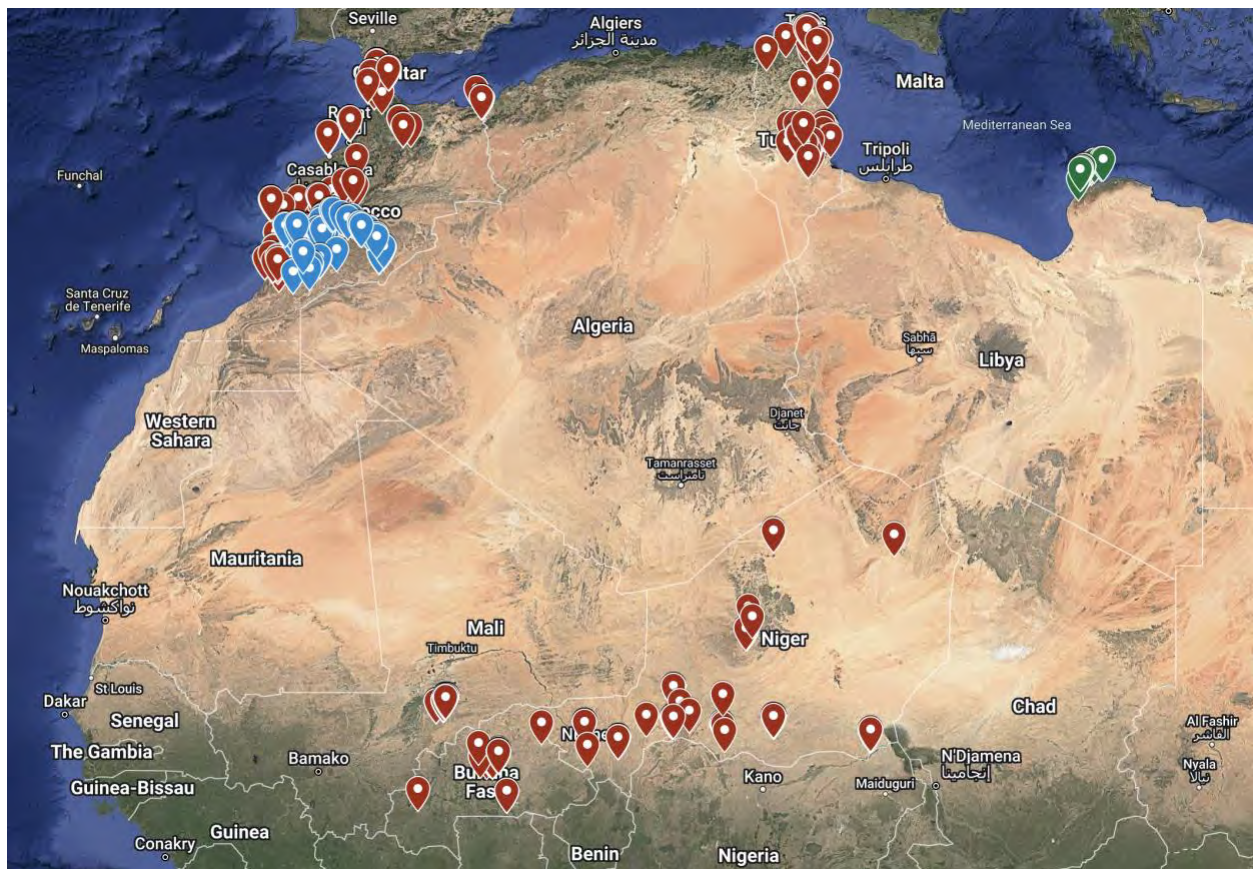 Seville
Algiers
مدينة الجزائر
Malta
Mediterranean Sea
Tripoli
طرابلس
Funchal
Santa Cruz
de Tenerife
Maspalomas
Algeria
Sabhā
سبها
Libya
Western
Sahara
Djanet
جانت
Tamanrasset
تامنراست
Mauritania
Nouakchott
نواكشوط
Mali
Timbuktu
Niger
St Louis
Dakar
Senegal
Chad
Al Fashir
الفاشر
The Gambia
Bamako
N'Djamena
إنجامينا
Nyala
نيالا
Kano
Maiduguri
Guinea-Bissau
Guinea
Conakry
Benin
Nigeria